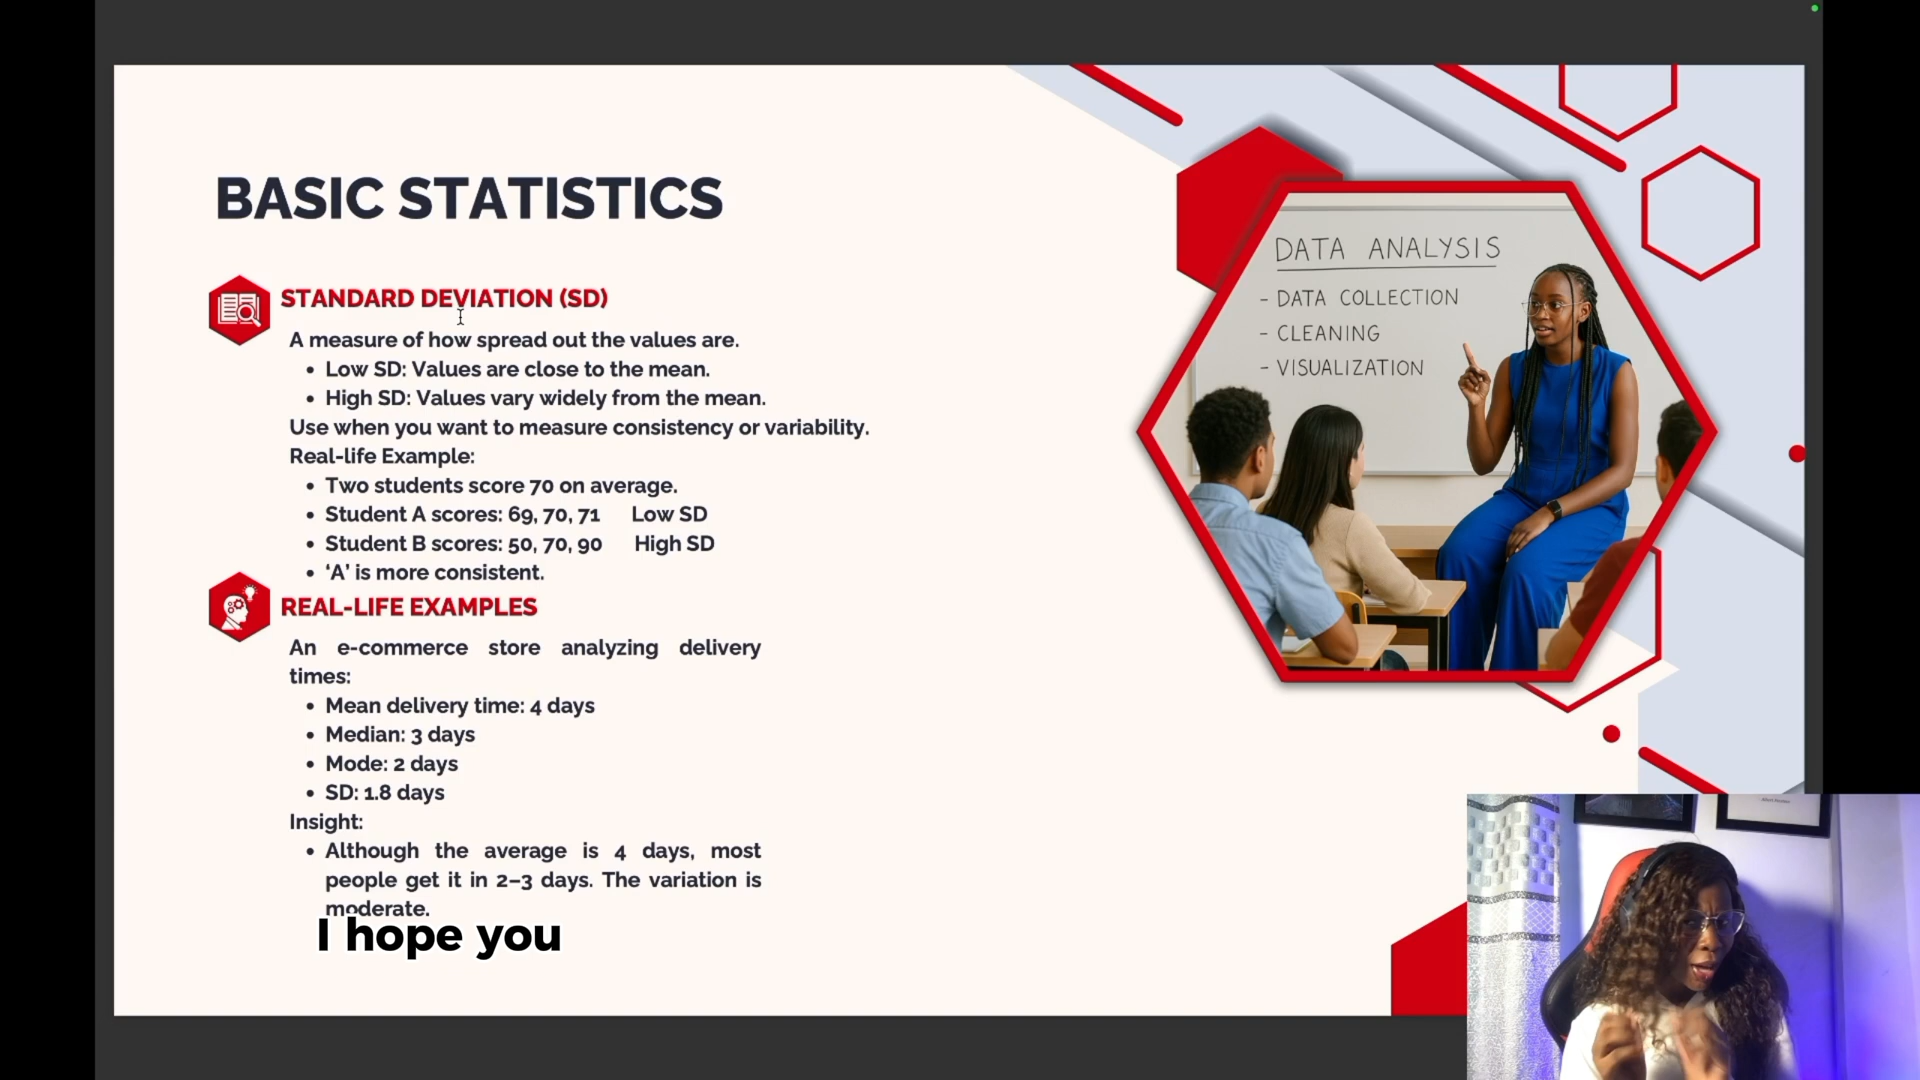 BASIC STATISTICS
STANDARD DEVIATION (SD)
A measure of how spread out the values are.
• Low SD: Values are close to the mean.
• High SD: Values vary widely from the mean.
Use when you want to measure consistency or variability.
Real-life Example:
• Two students score 70 on average.
• Student A scores: 69, 70, 71 Low SD
• Student B scores: 50, 70, 90 High SD
• ‘A’ is more consistent.
REAL-LIFE EXAMPLES
An e-commerce store analyzing delivery
times:
• Mean delivery time: 4 days
• Median: 3 days
• Mode: 2 days
• SD: 1.8 days
Insight:
• Although the average is 4 days, most
people get it in 2–3 days. The variation is
moderate.
I hope you
DATA ANALYSIS
- DATA COLLECTION
- CLEANING
- VISUALIZATION